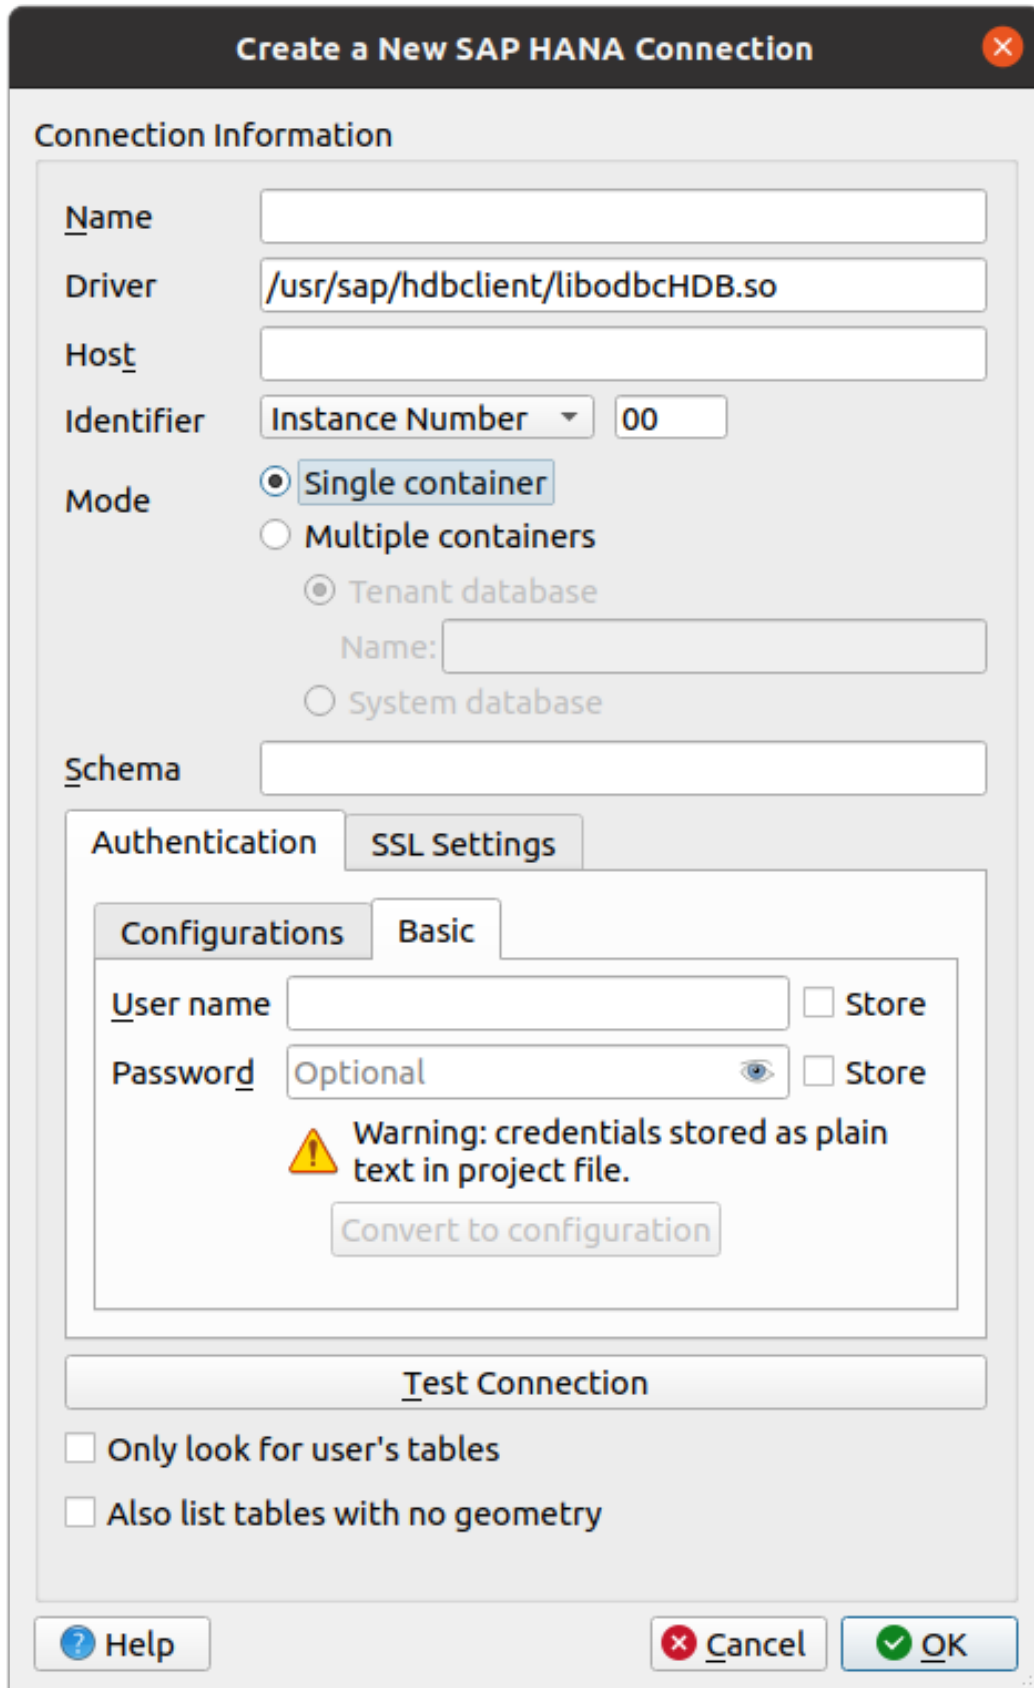 Create a New SAP HANA Connection
Connection Information
Name
Driver /usr/sap/hdbclient/libodbcHDB.so
Host
Identifier Instance Number 00
Mode Single container
Multiple containers
Tenant database
Name:
System database
Schema
Authentication SSL Settings
Configurations Basic
User name Store
Password Optional Store
Warning: credentials stored as plain
text in project file.
Convert to configuration
Test Connection
Only look for user's tables
Also list tables with no geometry
Help Cancel OK